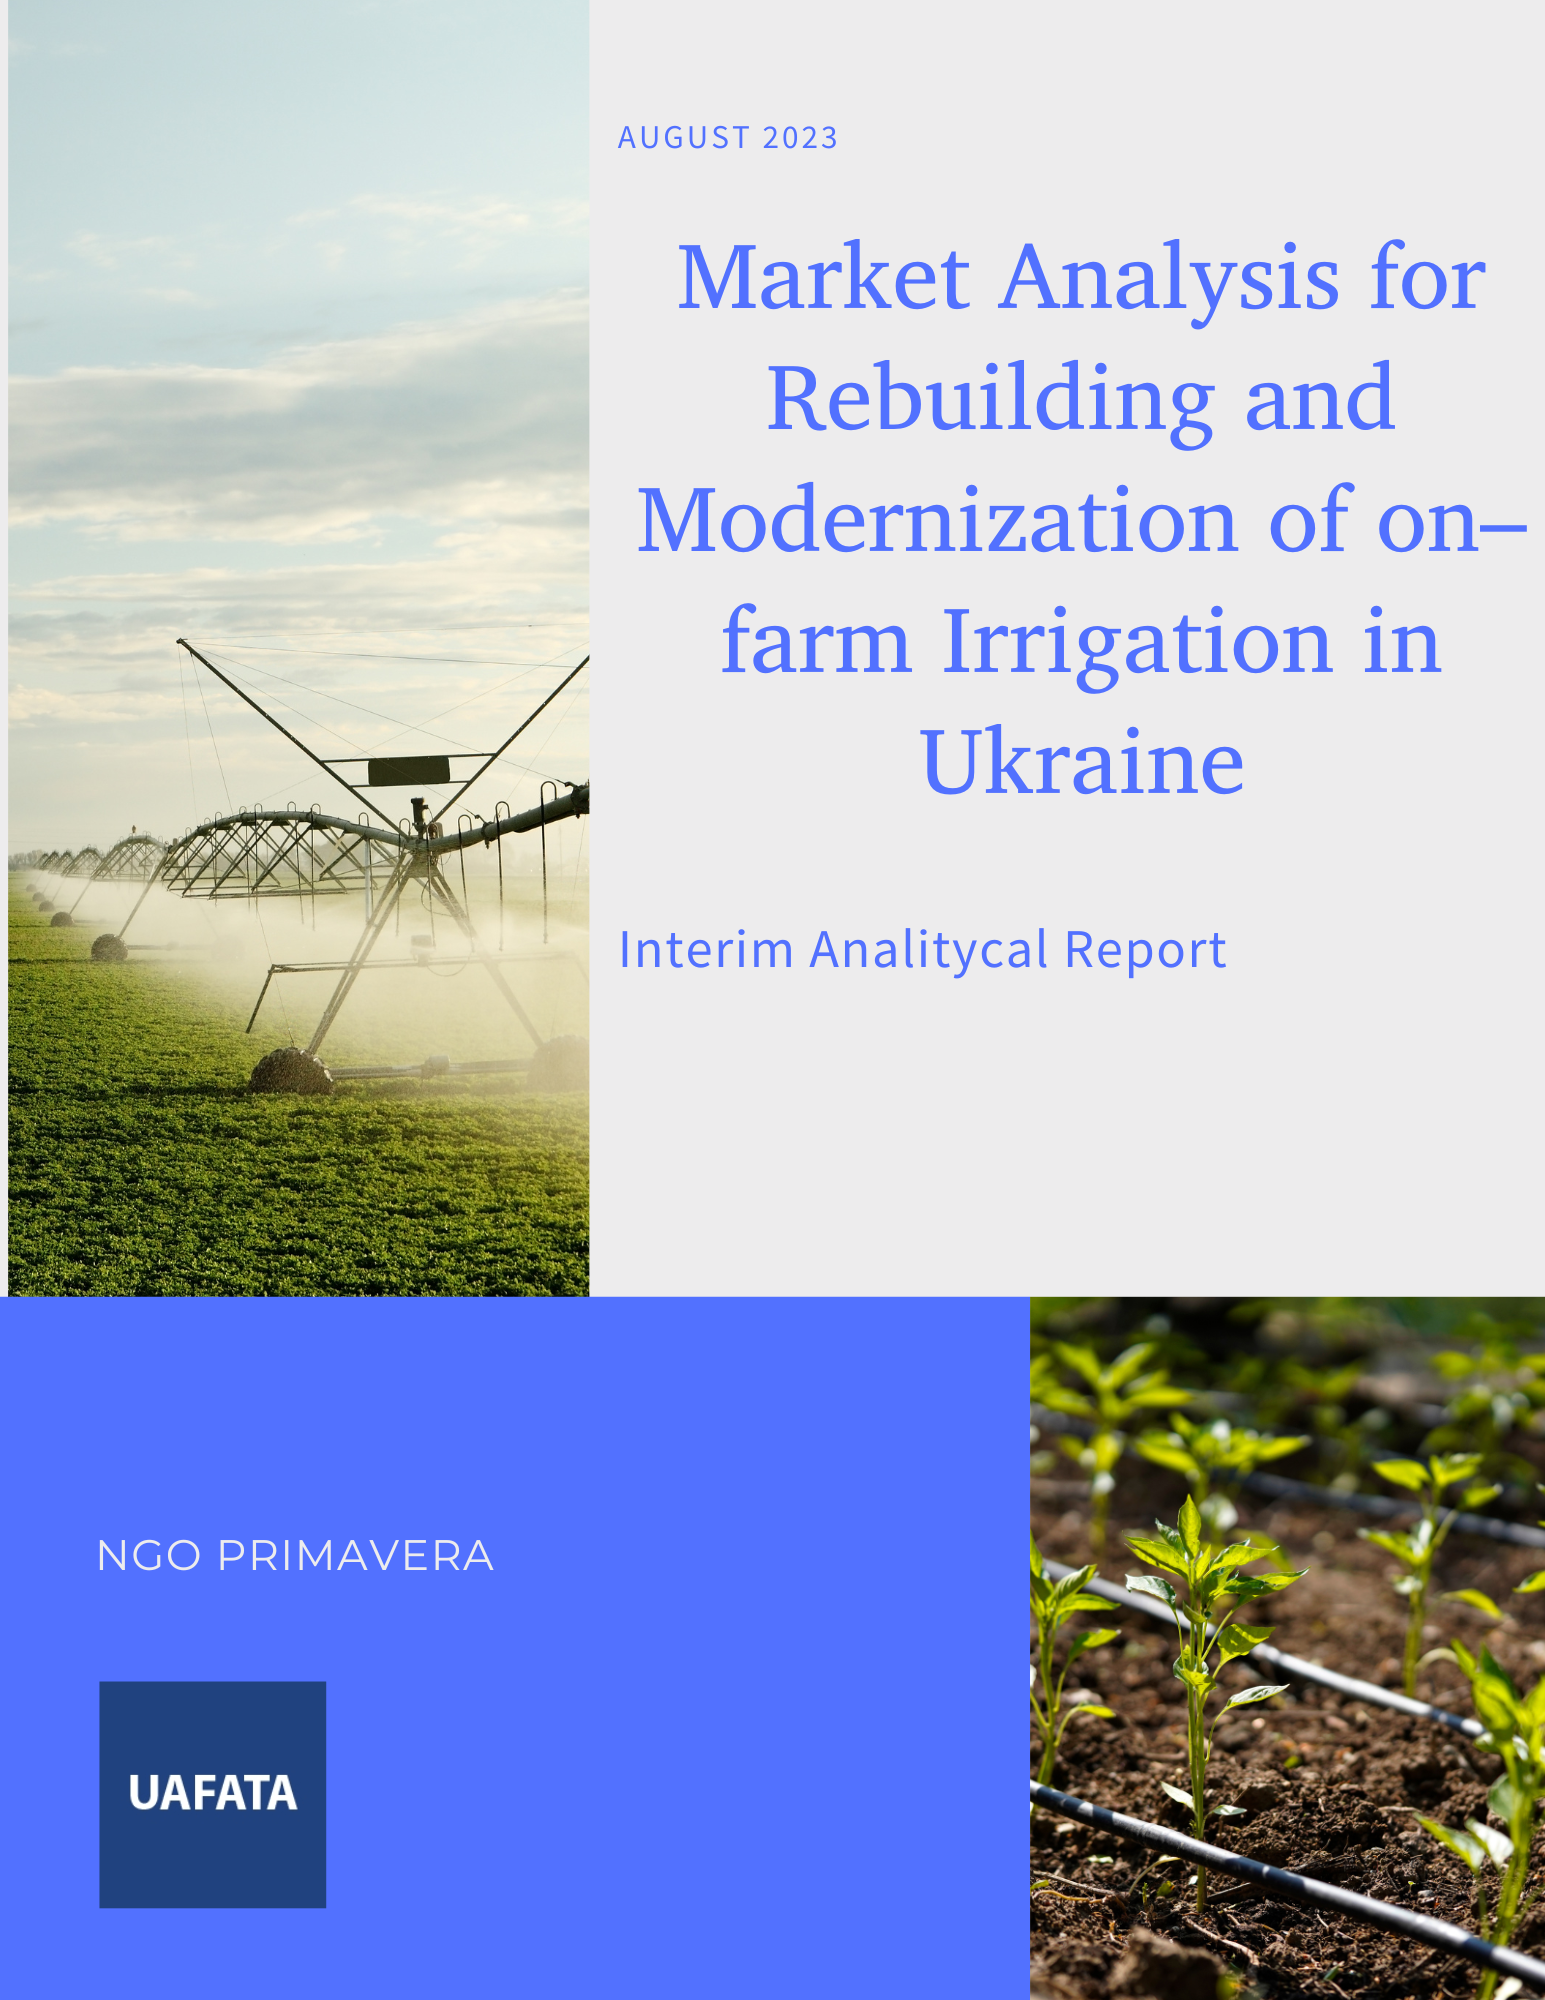 AUGUST 2023
Market Analysis for
Rebuilding and
Modernization of on–
farm Irrigation in
Ukraine
Interim Analitycal Report
NGO PRIMAVERA
UAFATA